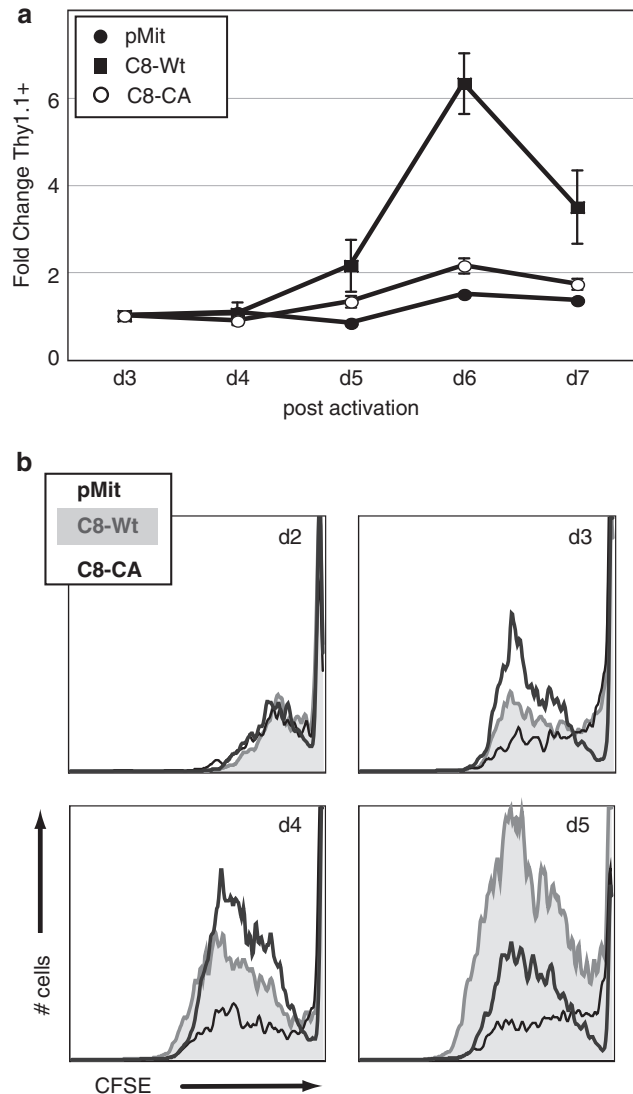 a
pMit
C8-Wt
C8-CA
Fold Change Thy1.1+
6
4
2
0
d3 d4 d5 d6 d7
post activation
b
pMit
C8-Wt
C8-CA
d2
d3
d4
d5
# cells
CFSE